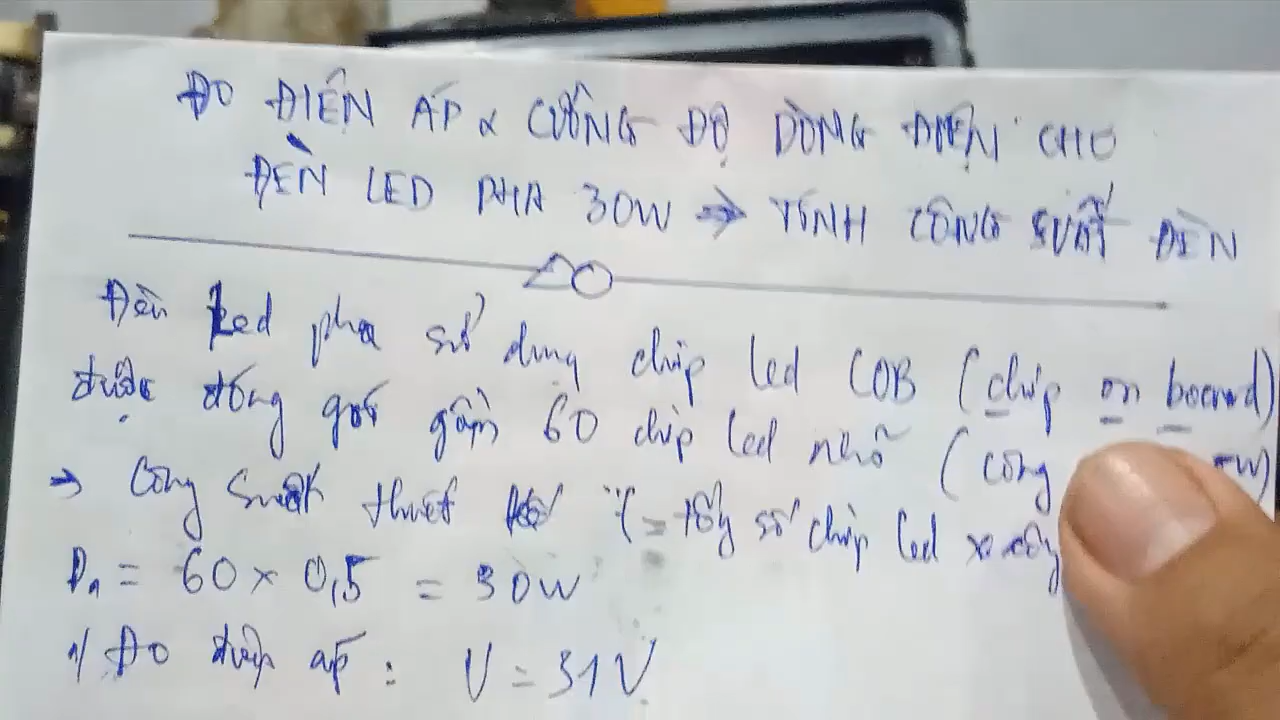 ĐO ĐIỆN ÁP & CƯỜNG ĐỘ DÒNG ĐIỆN CHO
ĐÈN LED PHA 30W ⇒ TÍNH CÔNG SUẤT ĐÈN
Đèn Led pha sử dụng chip led COB (chip on board)
được đóng gói gần 60 chip led nhỏ (công
⇒ Công suất thiết kế = tổng số chip led x công
P₁ = 60 x 0,5 = 30W
1/ Đo điện áp : V = 31V